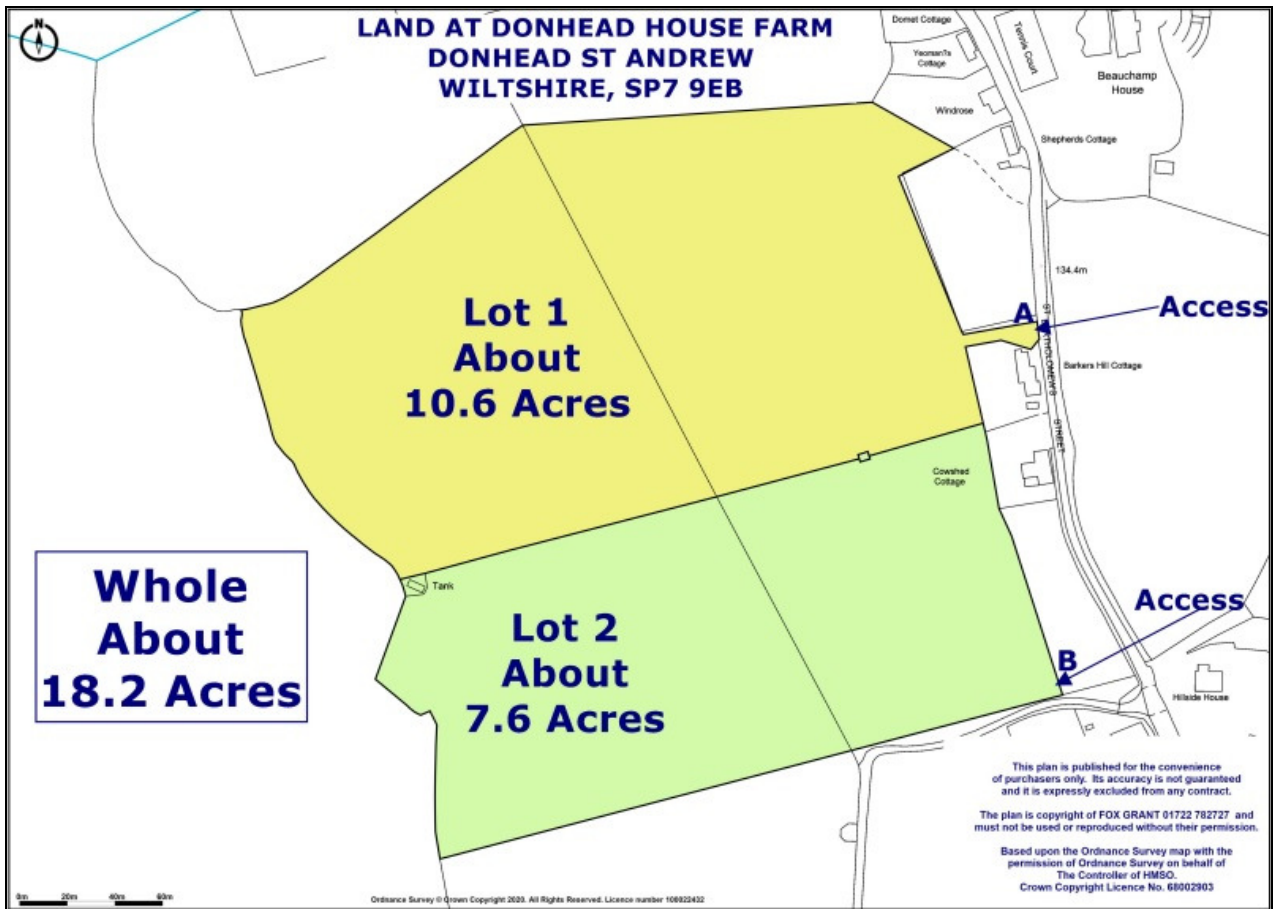 N
LAND AT DONHEAD HOUSE FARM
DONHEAD ST ANDREW
WILTSHIRE, SP7 9EB
Domet Cottage
Yeoman?s
Cottage
Tennis Court
Beauchamp
House
Windrose
Shepherds Cottage
134.4m
A
Access
ST BARTHOLOMEW'S STREET
Barkers Hill Cottage
Lot 1
About
10.6 Acres
Cowshed
Cottage
Tank
Whole
About
18.2 Acres
Lot 2
About
7.6 Acres
Access
B
Hillside House
This plan is published for the convenience
of purchasers only. Its accuracy is not guaranteed
and it is expressly excluded from any contract.
The plan is copyright of FOX GRANT 01722 782727 and
must not be used or reproduced without their permission.
Based upon the Ordnance Survey map with the
permission of Ordnance Survey on behalf of
The Controller of HMSO.
Crown Copyright Licence No. 68002903
0m 20m 40m 60m
Ordnance Survey © Crown Copyright 2020. All Rights Reserved. Licence number 100022432